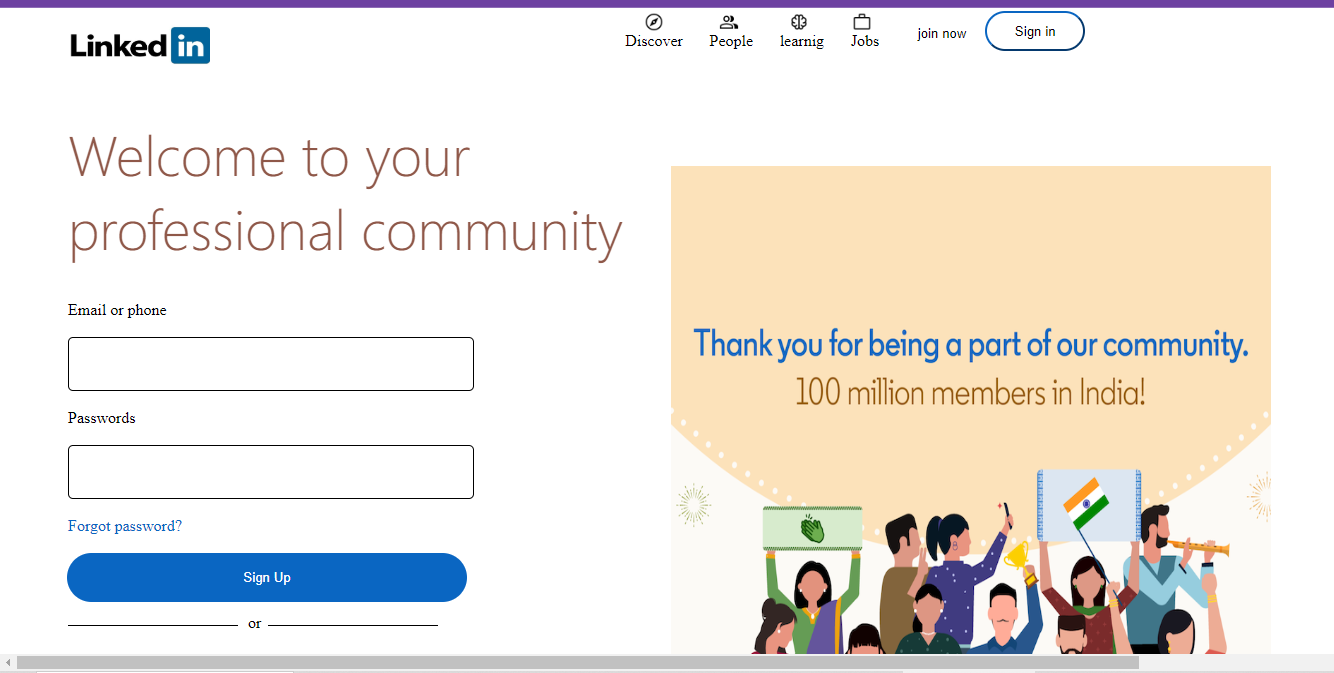 Linked in
Discover
People
learnig
Jobs
join now
Sign in
Welcome to your
professional community
Email or phone
Passwords
Forgot password?
Sign Up
or
Thank you for being a part of our community.
100 million members in India!